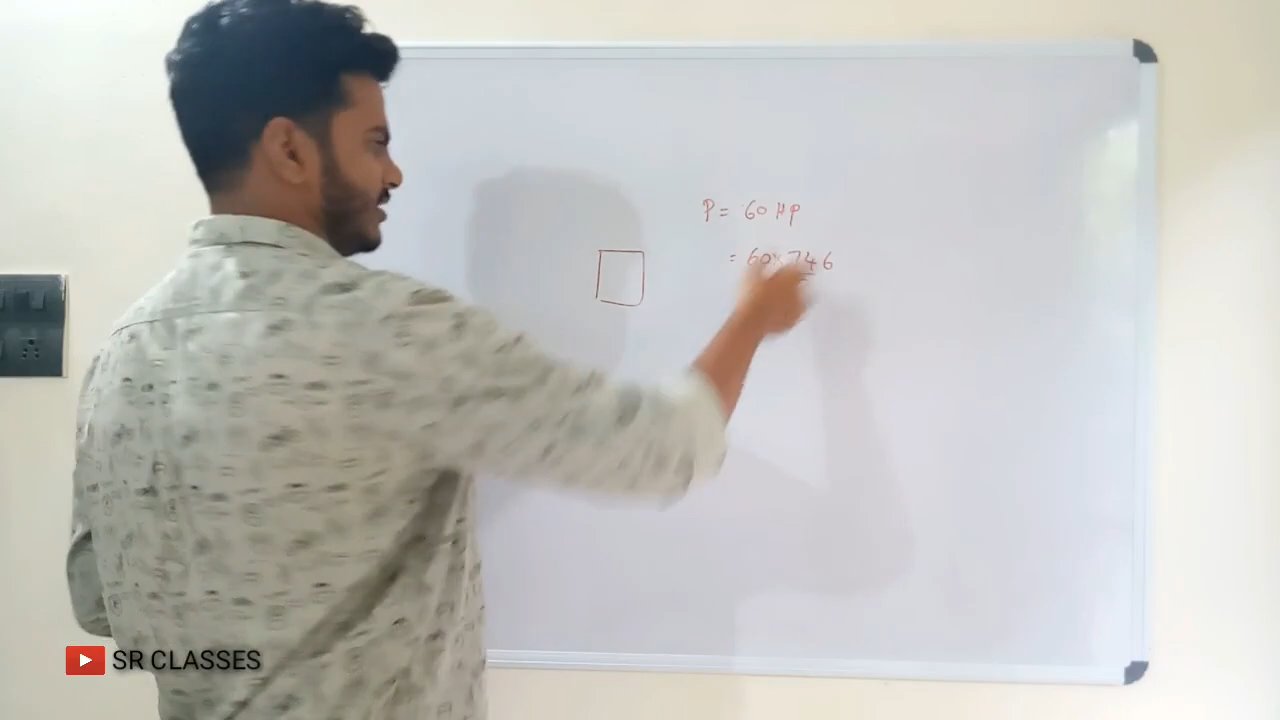 P = 60 HP
= 60 × 746
SR CLASSES